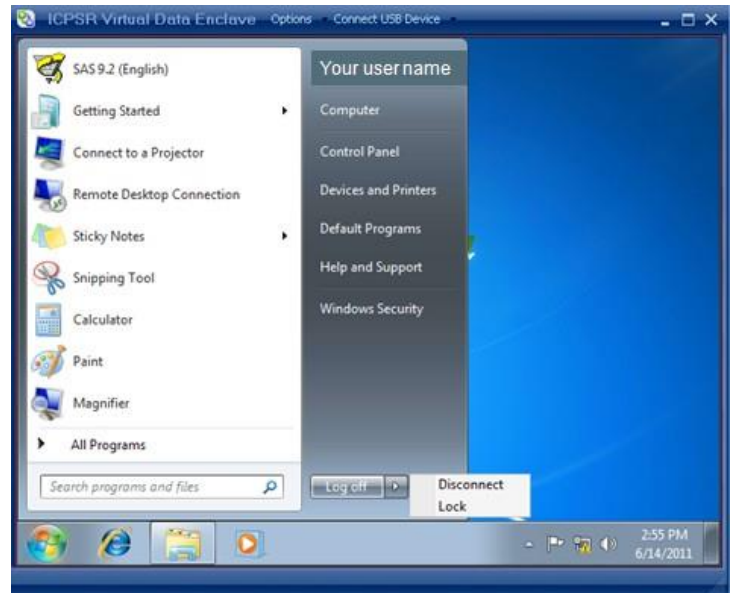 ICPSR Virtual Data Enclave Options Connect USB Device
SAS 9.2 (English)
Getting Started
Connect to a Projector
Remote Desktop Connection
Sticky Notes
Snipping Tool
Calculator
Paint
Magnifier
All Programs
Search programs and files
Your user name
Computer
Control Panel
Devices and Printers
Default Programs
Help and Support
Windows Security
Log off
Disconnect
Lock
2:55 PM
6/14/2011